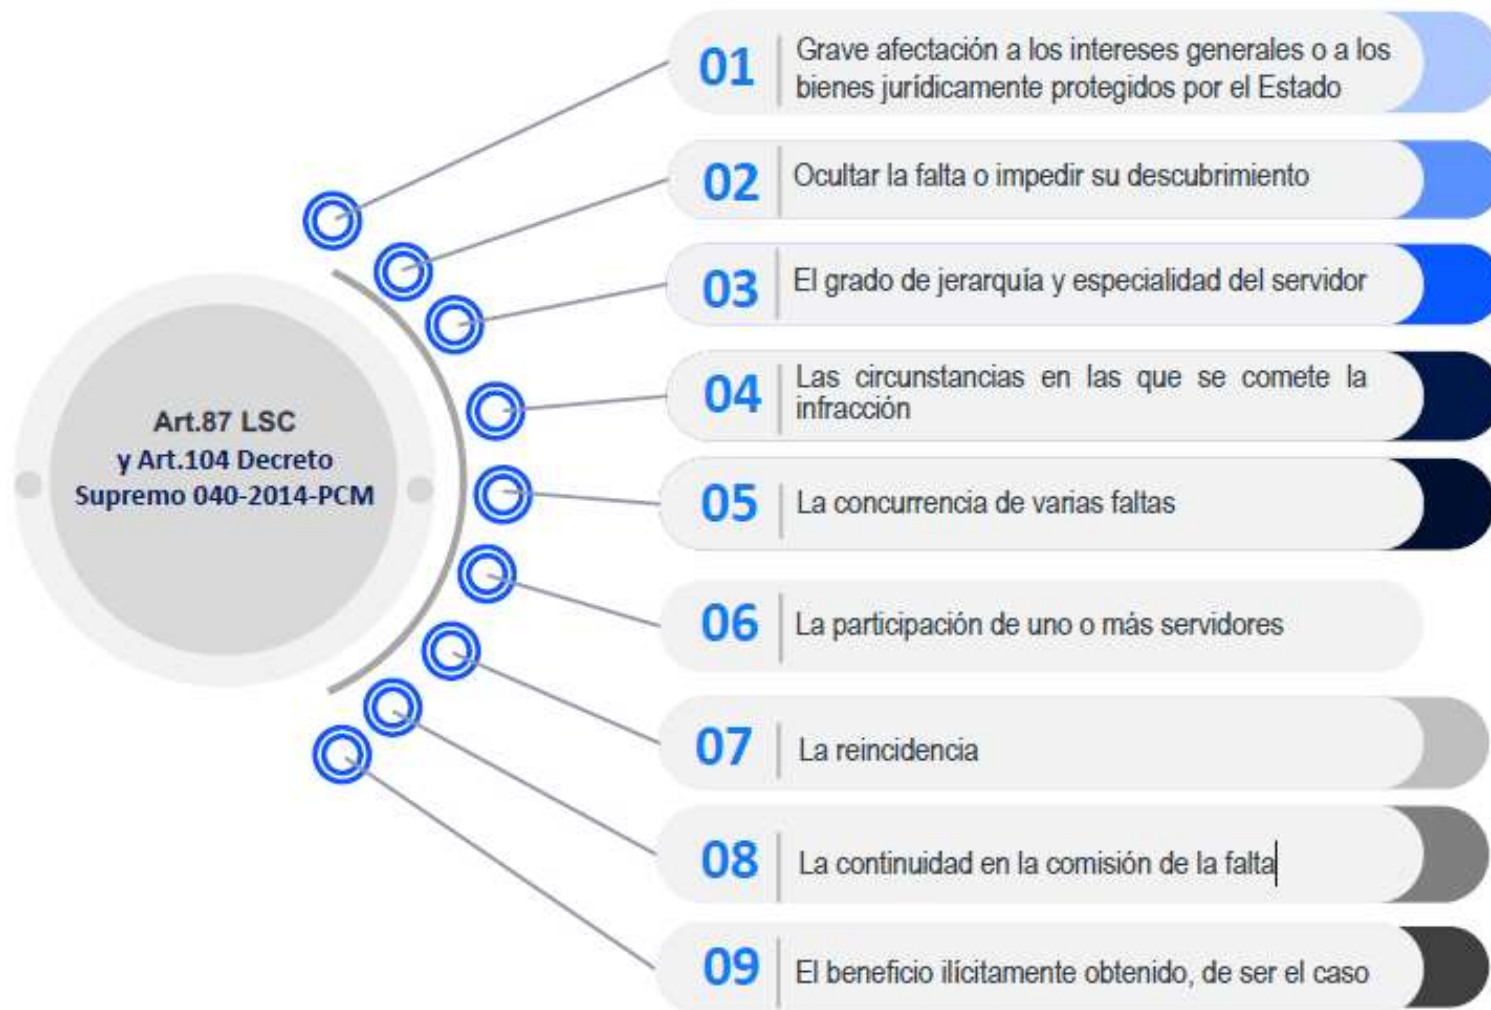 Art.87 LSC
y Art.104 Decreto
Supremo 040-2014-PCM
01
Grave afectación a los intereses generales o a los
bienes jurídicamente protegidos por el Estado
02
Ocultar la falta o impedir su descubrimiento
03
El grado de jerarquía y especialidad del servidor
04
Las circunstancias en las que se comete la
infracción
05
La concurrencia de varias faltas
06
La participación de uno o más servidores
07
La reincidencia
08
La continuidad en la comisión de la falta
09
El beneficio ilícitamente obtenido, de ser el caso